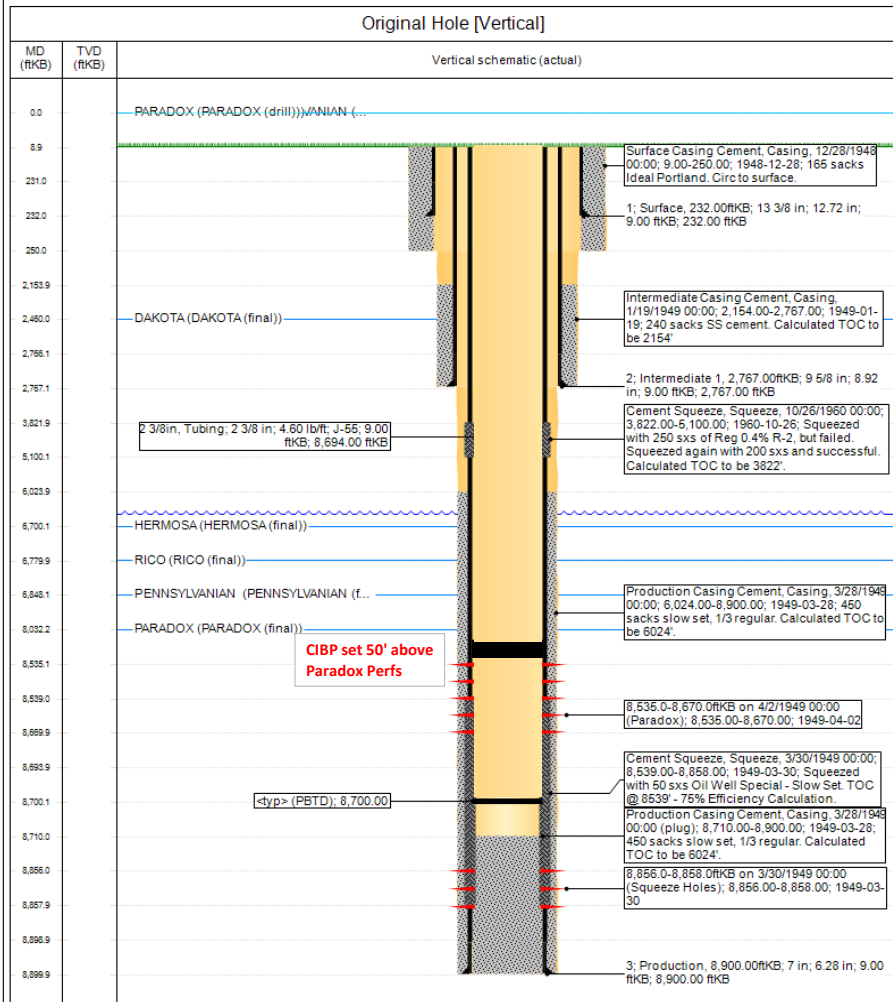 Original Hole [Vertical]
MD
(ftKB)
TVD
(ftKB)
Vertical schematic (actual)
0.0
PARADOX (PARADOX (drill)))VANIAN (...
8.9
Surface Casing Cement, Casing, 12/28/1948
00:00; 9.00-250.00; 1948-12-28; 165 sacks
Ideal Portland. Circ to surface.
231.0
232.0
1; Surface, 232.00ftKB; 13 3/8 in; 12.72 in;
9.00 ftKB; 232.00 ftKB
250.0
2,153.9
Intermediate Casing Cement, Casing,
1/19/1949 00:00; 2,154.00-2,767.00; 1949-01-
19; 240 sacks SS cement. Calculated TOC to
be 2154'
2,460.0
DAKOTA (DAKOTA (final))
2,766.1
2,767.1
2; Intermediate 1, 2,767.00ftKB; 9 5/8 in; 8.92
in; 9.00 ftKB; 2,767.00 ftKB
3,821.9
2 3/8in, Tubing; 2 3/8 in; 4.60 lb/ft; J-55; 9.00
ftKB; 8,694.00 ftKB
Cement Squeeze, Squeeze, 10/26/1960 00:00;
3,822.00-5,100.00; 1960-10-26; Squeezed
with 250 sxs of Reg 0.4% R-2, but failed.
Squeezed again with 200 sxs and successful.
Calculated TOC to be 3822'.
5,100.1
6,023.9
6,700.1
HERMOSA (HERMOSA (final))
6,779.9
RICO (RICO (final))
6,848.1
PENNSYLVANIAN (PENNSYLVANIAN (f...
Production Casing Cement, Casing, 3/28/1949
00:00; 6,024.00-8,900.00; 1949-03-28; 450
sacks slow set, 1/3 regular. Calculated TOC to
be 6024'.
8,032.2
PARADOX (PARADOX (final))
CIBP set 50' above
Paradox Perfs
8,535.1
8,539.0
8,535.0-8,670.0ftKB on 4/2/1949 00:00
(Paradox); 8,535.00-8,670.00; 1949-04-02
8,669.9
8,693.9
Cement Squeeze, Squeeze, 3/30/1949 00:00;
8,539.00-8,858.00; 1949-03-30; Squeezed
with 50 sxs Oil Well Special - Slow Set. TOC
@ 8539' - 75% Efficiency Calculation.
8,700.1
<typ> (PBTD); 8,700.00
Production Casing Cement, Casing, 3/28/1949
00:00 (plug); 8,710.00-8,900.00; 1949-03-28;
450 sacks slow set, 1/3 regular. Calculated
TOC to be 6024'.
8,710.0
8,856.0
8,856.0-8,858.0ftKB on 3/30/1949 00:00
(Squeeze Holes); 8,856.00-8,858.00; 1949-03-
30
8,857.9
8,898.9
8,899.9
3; Production, 8,900.00ftKB; 7 in; 6.28 in; 9.00
ftKB; 8,900.00 ftKB